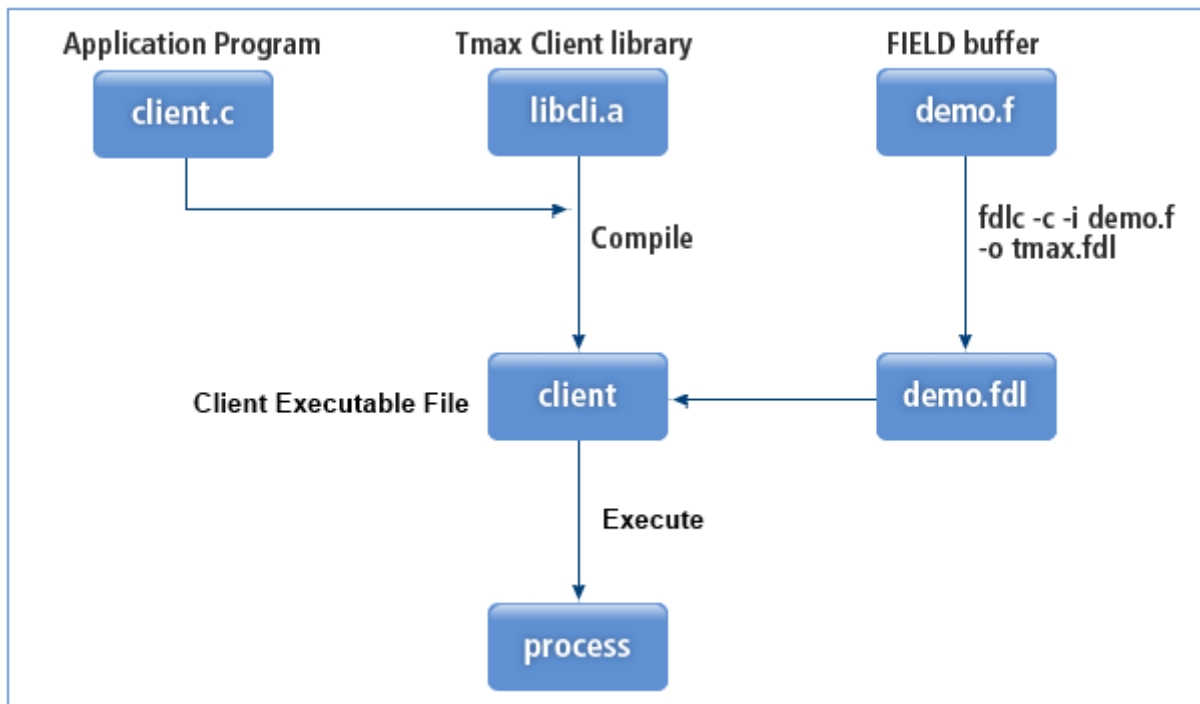 Application Program
Tmax Client library
FIELD buffer
client.c
libcli.a
demo.f
fdlc -c -i demo.f
-o tmax.fdl
Compile
Client Executable File
client
demo.fdl
Execute
process